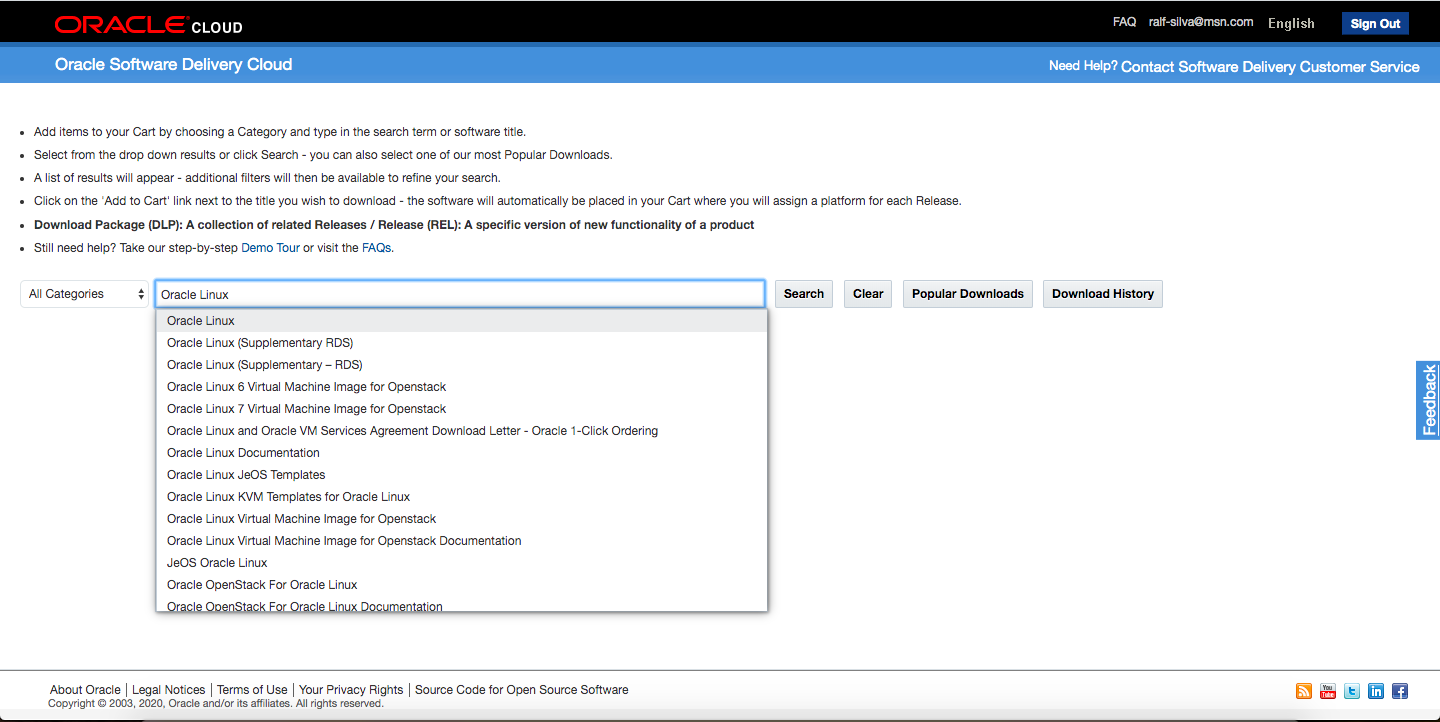 ORACLE CLOUD
FAQ ralf-silva@msn.com English Sign Out
Oracle Software Delivery Cloud
Need Help? Contact Software Delivery Customer Service
• Add items to your Cart by choosing a Category and type in the search term or software title.
• Select from the drop down results or click Search - you can also select one of our most Popular Downloads.
• A list of results will appear - additional filters will then be available to refine your search.
• Click on the 'Add to Cart' link next to the title you wish to download - the software will automatically be placed in your Cart where you will assign a platform for each Release.
• Download Package (DLP): A collection of related Releases / Release (REL): A specific version of new functionality of a product
• Still need help? Take our step-by-step Demo Tour or visit the FAQs.
All Categories Oracle Linux Search Clear Popular Downloads Download History
Oracle Linux
Oracle Linux (Supplementary RDS)
Oracle Linux (Supplementary – RDS)
Oracle Linux 6 Virtual Machine Image for Openstack
Oracle Linux 7 Virtual Machine Image for Openstack
Oracle Linux and Oracle VM Services Agreement Download Letter - Oracle 1-Click Ordering
Oracle Linux Documentation
Oracle Linux JeOS Templates
Oracle Linux KVM Templates for Oracle Linux
Oracle Linux Virtual Machine Image for Openstack
Oracle Linux Virtual Machine Image for Openstack Documentation
JeOS Oracle Linux
Oracle OpenStack For Oracle Linux
Oracle OpenStack For Oracle Linux Documentation
Feedback
About Oracle | Legal Notices | Terms of Use | Your Privacy Rights | Source Code for Open Source Software
Copyright © 2003, 2020, Oracle and/or its affiliates. All rights reserved.
You Tube t in f